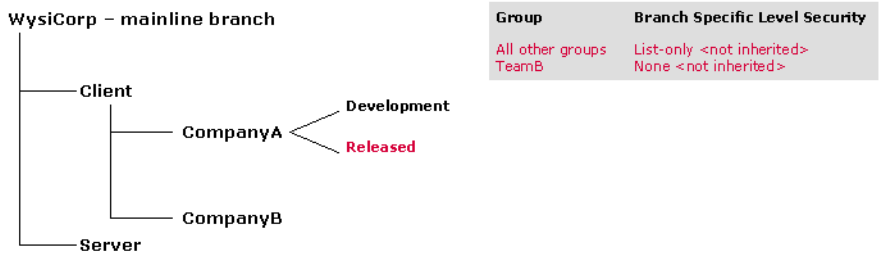 WysiCorp – mainline branch
Client
CompanyA
Development
Released
CompanyB
Server
Group Branch Specific Level Security
All other groups List-only <not inherited>
TeamB None <not inherited>